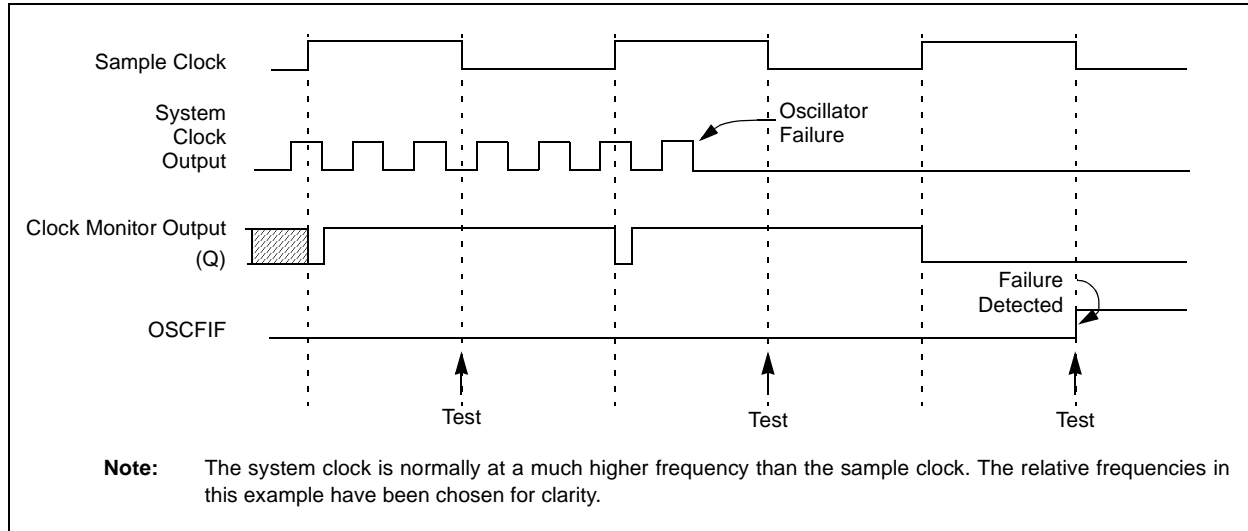 Sample Clock
System
Clock
Output
Oscillator
Failure
Clock Monitor Output
(Q)
Failure
Detected
OSCFIF
Test
Test
Test
Note: The system clock is normally at a much higher frequency than the sample clock. The relative frequencies in
this example have been chosen for clarity.